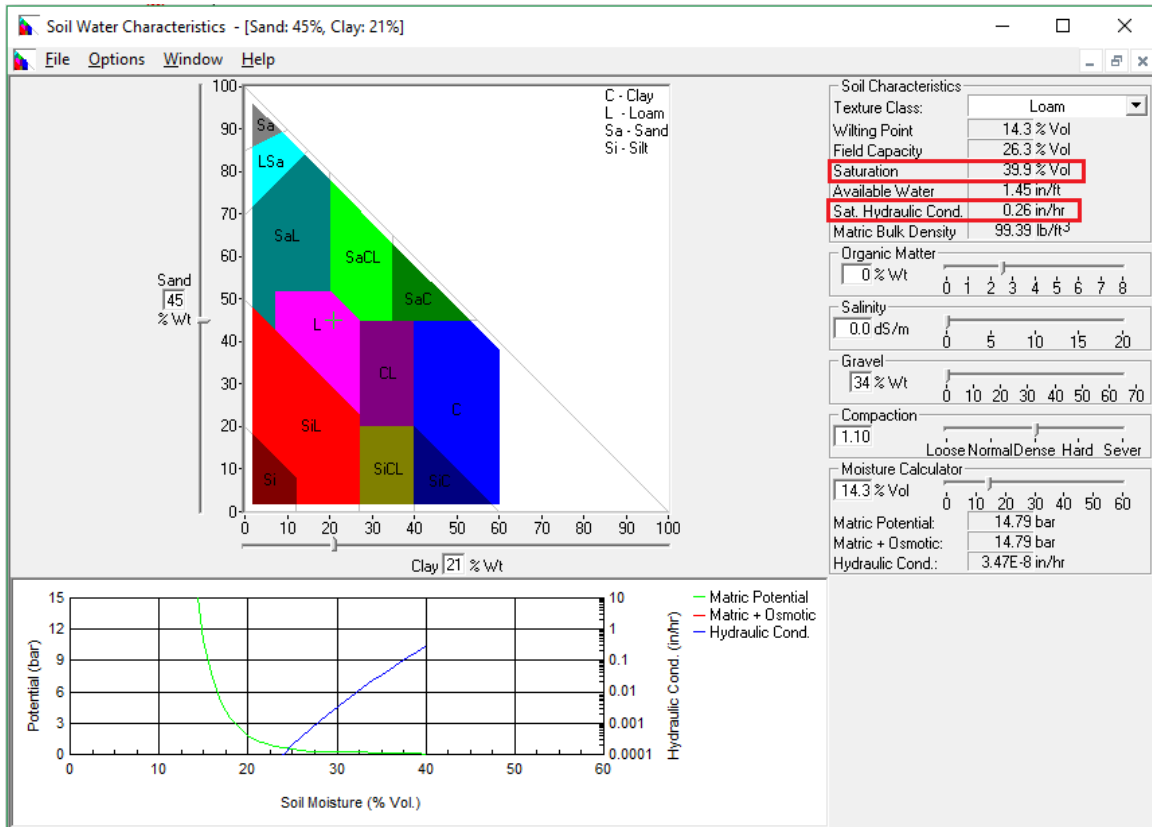 Soil Water Characteristics - [Sand: 45%, Clay: 21%]
File Options Window Help
100
90
80
70
60
50
40
30
20
10
0
Sand
45
% Wt
C - Clay
L - Loam
Sa - Sand
Si - Silt
Sa
LSa
SaL
SaCL
SaC
L
CL
C
SiL
SiCL
SiC
Si
0 10 20 30 40 50 60 70 80 90 100
Clay 21 % Wt
Soil Characteristics
Texture Class: Loam
Wilting Point 14.3 % Vol
Field Capacity 26.3 % Vol
Saturation 39.9 % Vol
Available Water 1.45 in/ft
Sat. Hydraulic Cond. 0.26 in/hr
Matric Bulk Density 99.39 lb/ft3
Organic Matter
0 % Wt
0 1 2 3 4 5 6 7 8
Salinity
0.0 dS/m
0 5 10 15 20
Gravel
34 % Wt
0 10 20 30 40 50 60 70
Compaction
1.10
Loose Normal Dense Hard Sever
Moisture Calculator
14.3 % Vol
0 10 20 30 40 50 60
Matric Potential: 14.79 bar
Matric + Osmotic: 14.79 bar
Hydraulic Cond.: 3.47E-8 in/hr
Potential (bar)
15
12
9
6
3
0
0 10 20 30 40 50 60
Soil Moisture (% Vol.)
10
1
0.1
0.01
0.001
0.0001
Hydraulic Cond. (in/hr)
Matric Potential
Matric + Osmotic
Hydraulic Cond.